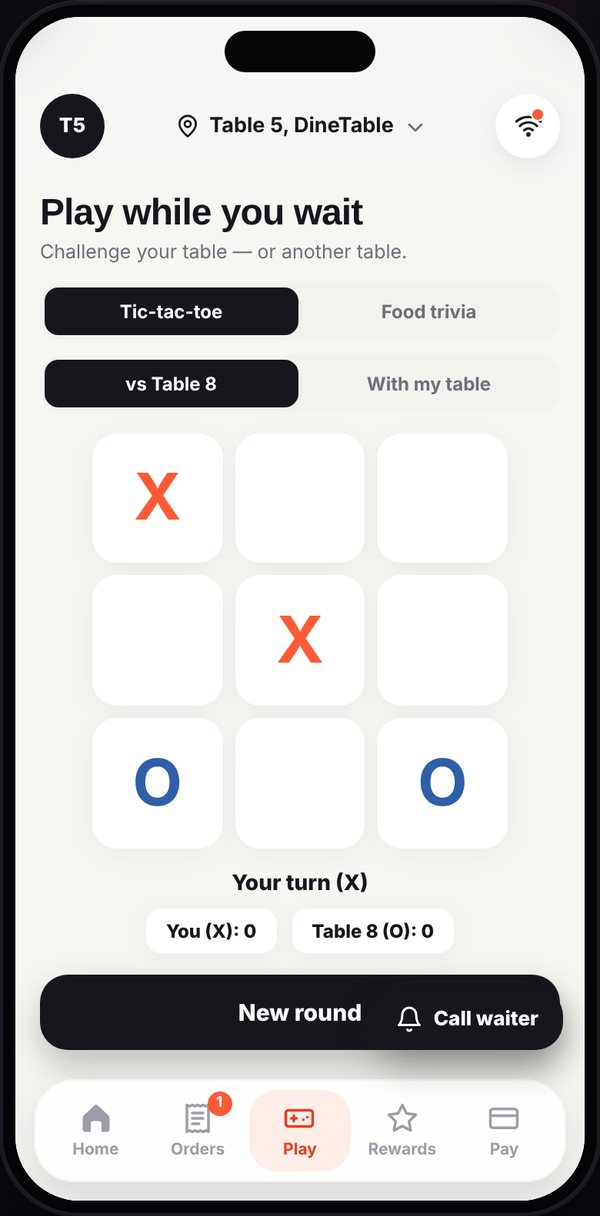 T5
Table 5, DineTable
Play while you wait
Challenge your table — or another table.
Tic-tac-toe
Food trivia
vs Table 8
With my table
X
X
O
O
Your turn (X)
You (X): 0
Table 8 (O): 0
New round
Call waiter
1
Home
Orders
Play
Rewards
Pay